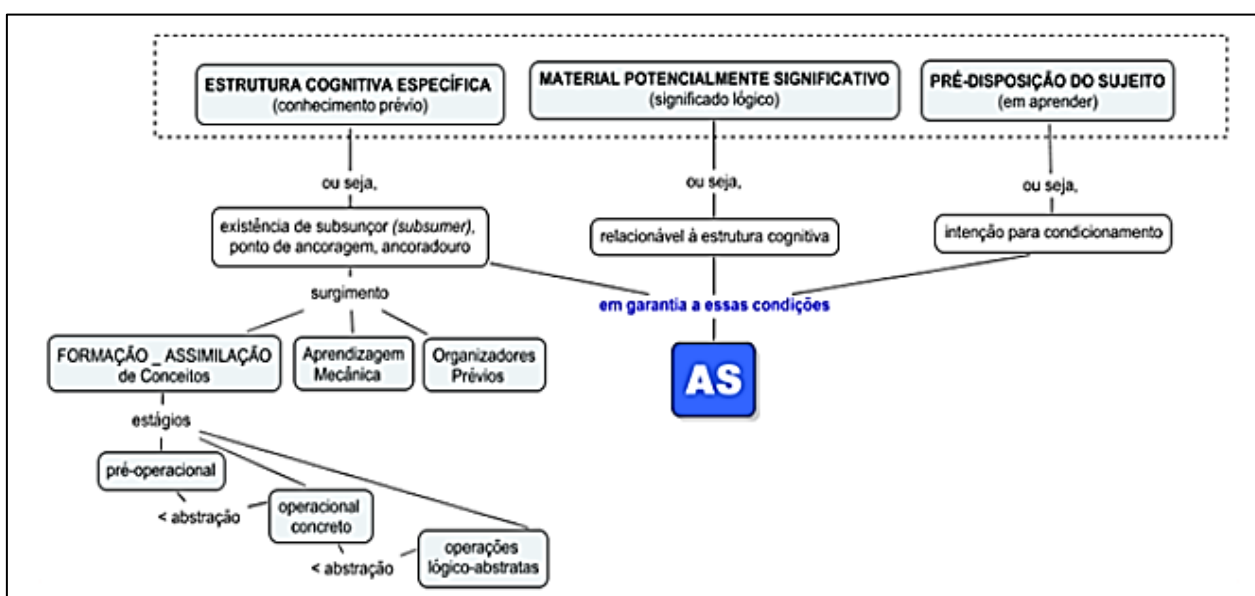 ESTRUTURA COGNITIVA ESPECÍFICA
(conhecimento prévio)
MATERIAL POTENCIALMENTE SIGNIFICATIVO
(significado lógico)
PRÉ-DISPOSIÇÃO DO SUJEITO
(em aprender)
ou seja,
ou seja,
ou seja,
existência de subsunçor (subsumer),
ponto de ancoragem, ancoradouro
relacionável à estrutura cognitiva
intenção para condicionamento
surgimento
em garantia a essas condições
FORMAÇÃO _ ASSIMILAÇÃO
de Conceitos
Aprendizagem
Mecânica
Organizadores
Prévios
AS
estágios
pré-operacional
< abstração
operacional
concreto
< abstração
operações
lógico-abstratas